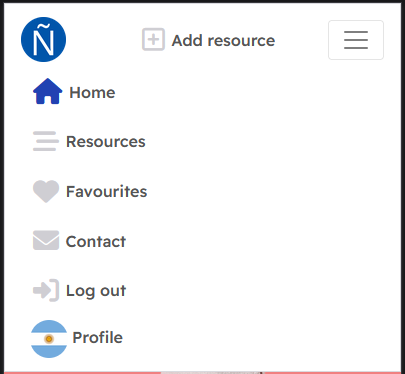 Ñ
Add resource
Home
Resources
Favourites
Contact
Log out
Profile